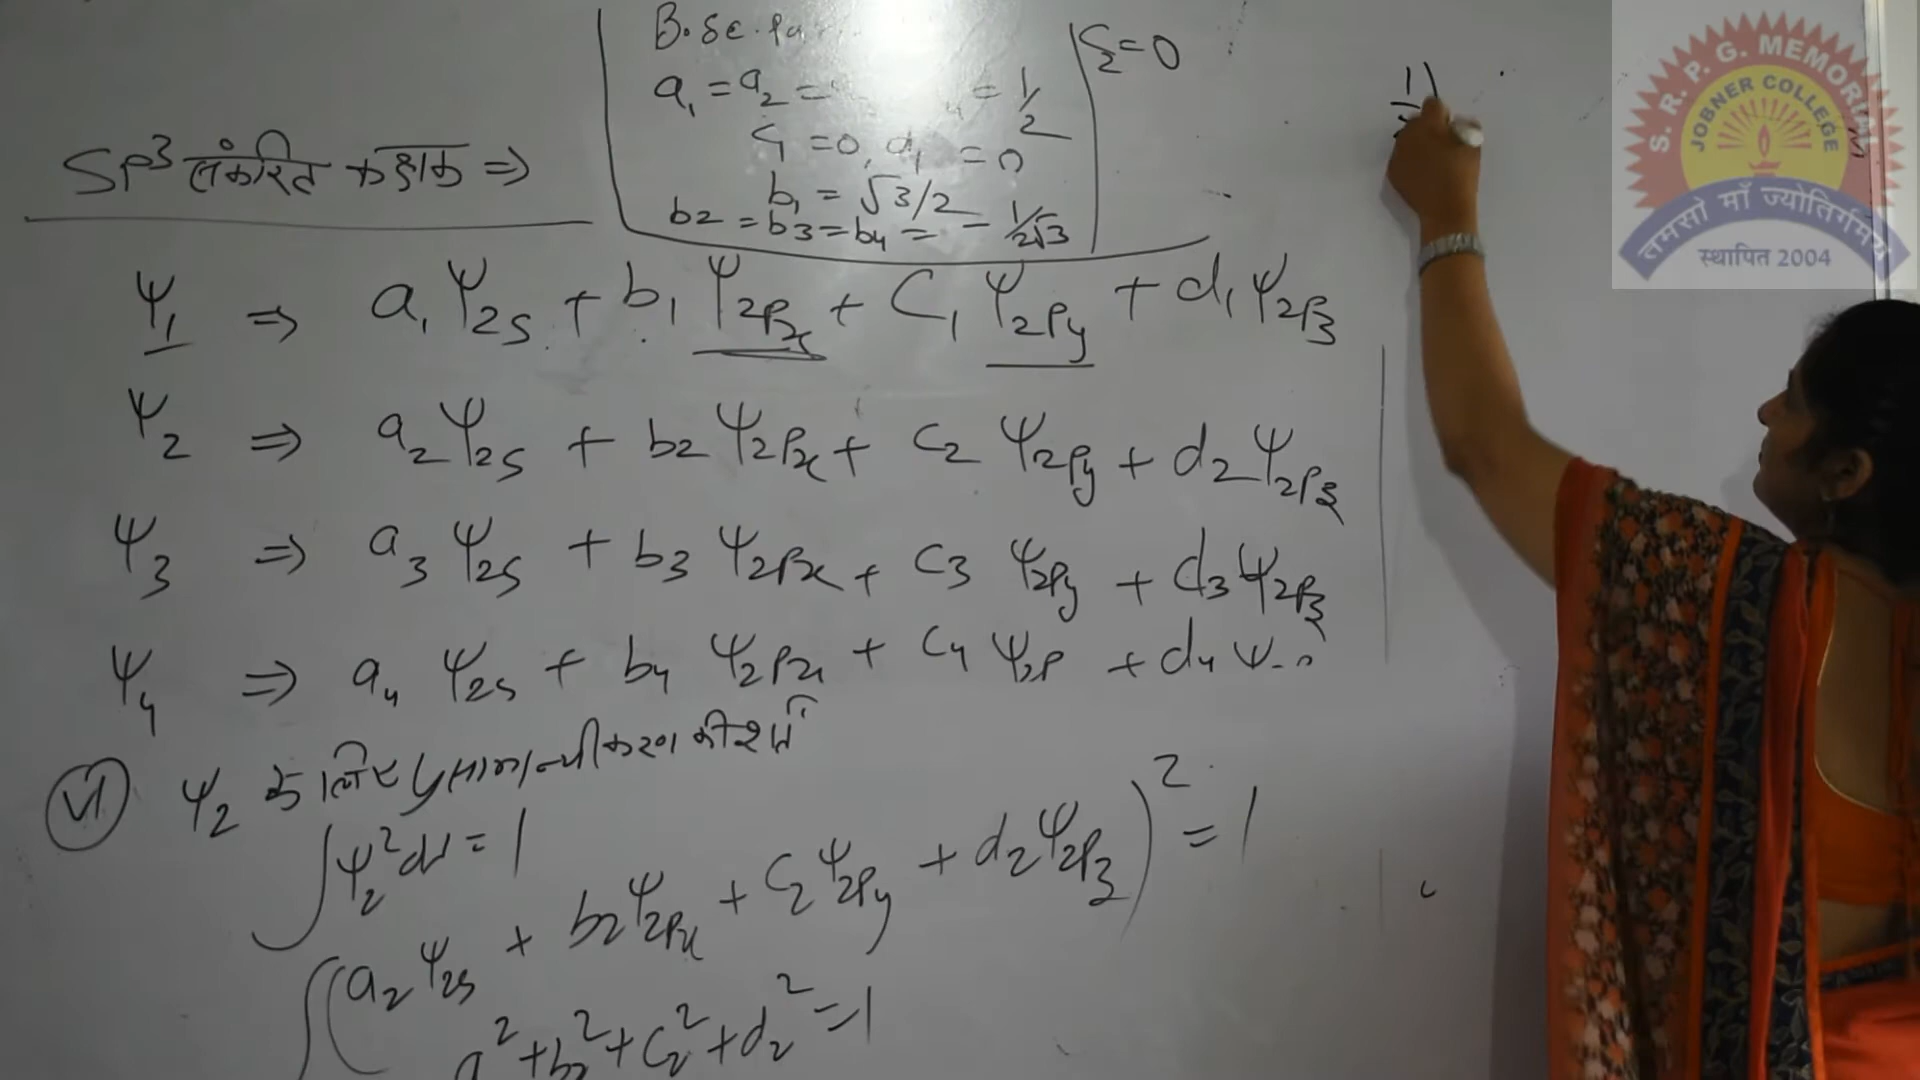 B.Sc.
a₁ = a₂ = = 1/2
C₁ = 0, d₁ = 0
b₁ = √3/2
b2 = b3 = b4 = - 1/2√3
C₂ = 0
SP³ संकरित कक्षक ⇒
ψ₁ ⇒ a₁ψ₂s + b₁ψ₂Px + C₁ψ₂Py + d₁ψ₂Pz
ψ₂ ⇒ a₂ψ₂s + b₂ψ₂Px + C₂ψ₂Py + d₂ψ₂Pz
ψ₃ ⇒ a₃ψ₂s + b₃ψ₂Px + C₃ψ₂Py + d₃ψ₂Pz
ψ₄ ⇒ a₄ψ₂s + b₄ψ₂Px + C₄ψ₂P + d₄ψ
VI ψ₂ के लिए प्रसामान्यीकरण की शर्त
∫ψ₂² dν = 1
∫(a₂ψ₂s + b₂ψ₂Px + C₂ψ₂Py + d₂ψ₂Pz)² = 1
a² + b₂² + C₂² + d₂² = 1
S. R. P. G. MEMORIAL
JOBNER COLLEGE
तमसो माँ ज्योतिर्गमय
स्थापित 2004